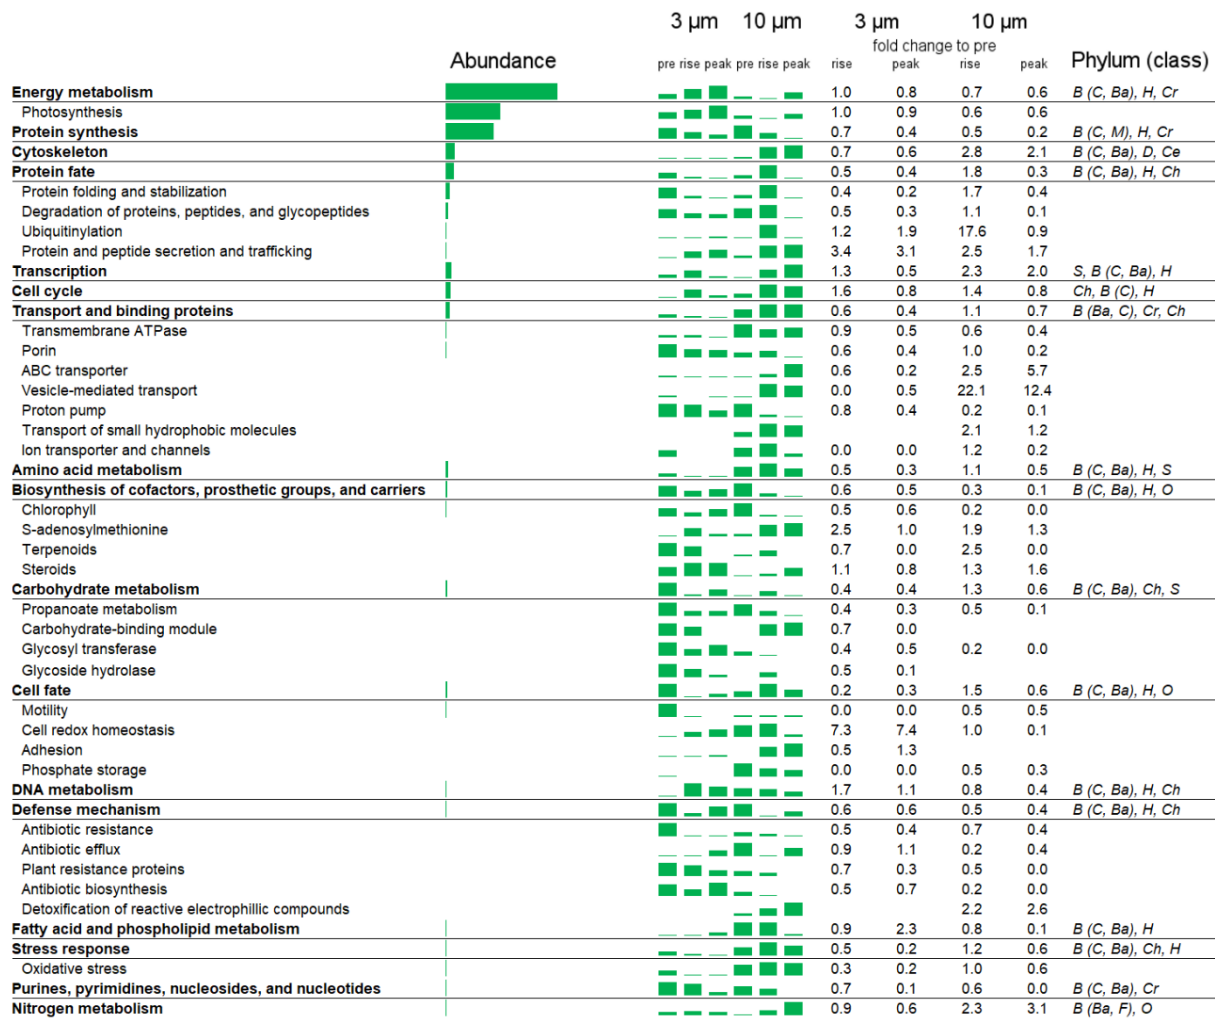 3 µm 10 µm 3 µm 10 µm
fold change to pre
Abundance pre rise peak pre rise peak rise peak rise peak Phylum (class)
Energy metabolism 1.0 0.8 0.7 0.6 B (C, Ba), H, Cr
Photosynthesis 1.0 0.9 0.6 0.6
Protein synthesis 0.7 0.4 0.5 0.2 B (C, M), H, Cr
Cytoskeleton 0.7 0.6 2.8 2.1 B (C, Ba), D, Ce
Protein fate 0.5 0.4 1.8 0.3 B (C, Ba), H, Ch
Protein folding and stabilization 0.4 0.2 1.7 0.4
Degradation of proteins, peptides, and glycopeptides 0.5 0.3 1.1 0.1
Ubiquitinylation 1.2 1.9 17.6 0.9
Protein and peptide secretion and trafficking 3.4 3.1 2.5 1.7
Transcription 1.3 0.5 2.3 2.0 S, B (C, Ba), H
Cell cycle 1.6 0.8 1.4 0.8 Ch, B (C), H
Transport and binding proteins 0.6 0.4 1.1 0.7 B (Ba, C), Cr, Ch
Transmembrane ATPase 0.9 0.5 0.6 0.4
Porin 0.6 0.4 1.0 0.2
ABC transporter 0.6 0.2 2.5 5.7
Vesicle-mediated transport 0.0 0.5 22.1 12.4
Proton pump 0.8 0.4 0.2 0.1
Transport of small hydrophobic molecules 2.1 1.2
Ion transporter and channels 0.0 0.0 1.2 0.2
Amino acid metabolism 0.5 0.3 1.1 0.5 B (C, Ba), H, S
Biosynthesis of cofactors, prosthetic groups, and carriers 0.6 0.5 0.3 0.1 B (C, Ba), H, O
Chlorophyll 0.5 0.6 0.2 0.0
S-adenosylmethionine 2.5 1.0 1.9 1.3
Terpenoids 0.7 0.0 2.5 0.0
Steroids 1.1 0.8 1.3 1.6
Carbohydrate metabolism 0.4 0.4 1.3 0.6 B (C, Ba), Ch, S
Propanoate metabolism 0.4 0.3 0.5 0.1
Carbohydrate-binding module 0.7 0.0
Glycosyl transferase 0.4 0.5 0.2 0.0
Glycoside hydrolase 0.5 0.1
Cell fate 0.2 0.3 1.5 0.6 B (C, Ba), H, O
Motility 0.0 0.0 0.5 0.5
Cell redox homeostasis 7.3 7.4 1.0 0.1
Adhesion 0.5 1.3
Phosphate storage 0.0 0.0 0.5 0.3
DNA metabolism 1.7 1.1 0.8 0.4 B (C, Ba), H, Ch
Defense mechanism 0.6 0.6 0.5 0.4 B (C, Ba), H, Ch
Antibiotic resistance 0.5 0.4 0.7 0.4
Antibiotic efflux 0.9 1.1 0.2 0.4
Plant resistance proteins 0.7 0.3 0.5 0.0
Antibiotic biosynthesis 0.5 0.7 0.2 0.0
Detoxification of reactive electrophillic compounds 2.2 2.6
Fatty acid and phospholipid metabolism 0.9 2.3 0.8 0.1 B (C, Ba), H
Stress response 0.5 0.2 1.2 0.6 B (C, Ba), Ch, H
Oxidative stress 0.3 0.2 1.0 0.6
Purines, pyrimidines, nucleosides, and nucleotides 0.7 0.1 0.6 0.0 B (C, Ba), Cr
Nitrogen metabolism 0.9 0.6 2.3 3.1 B (Ba, F), O